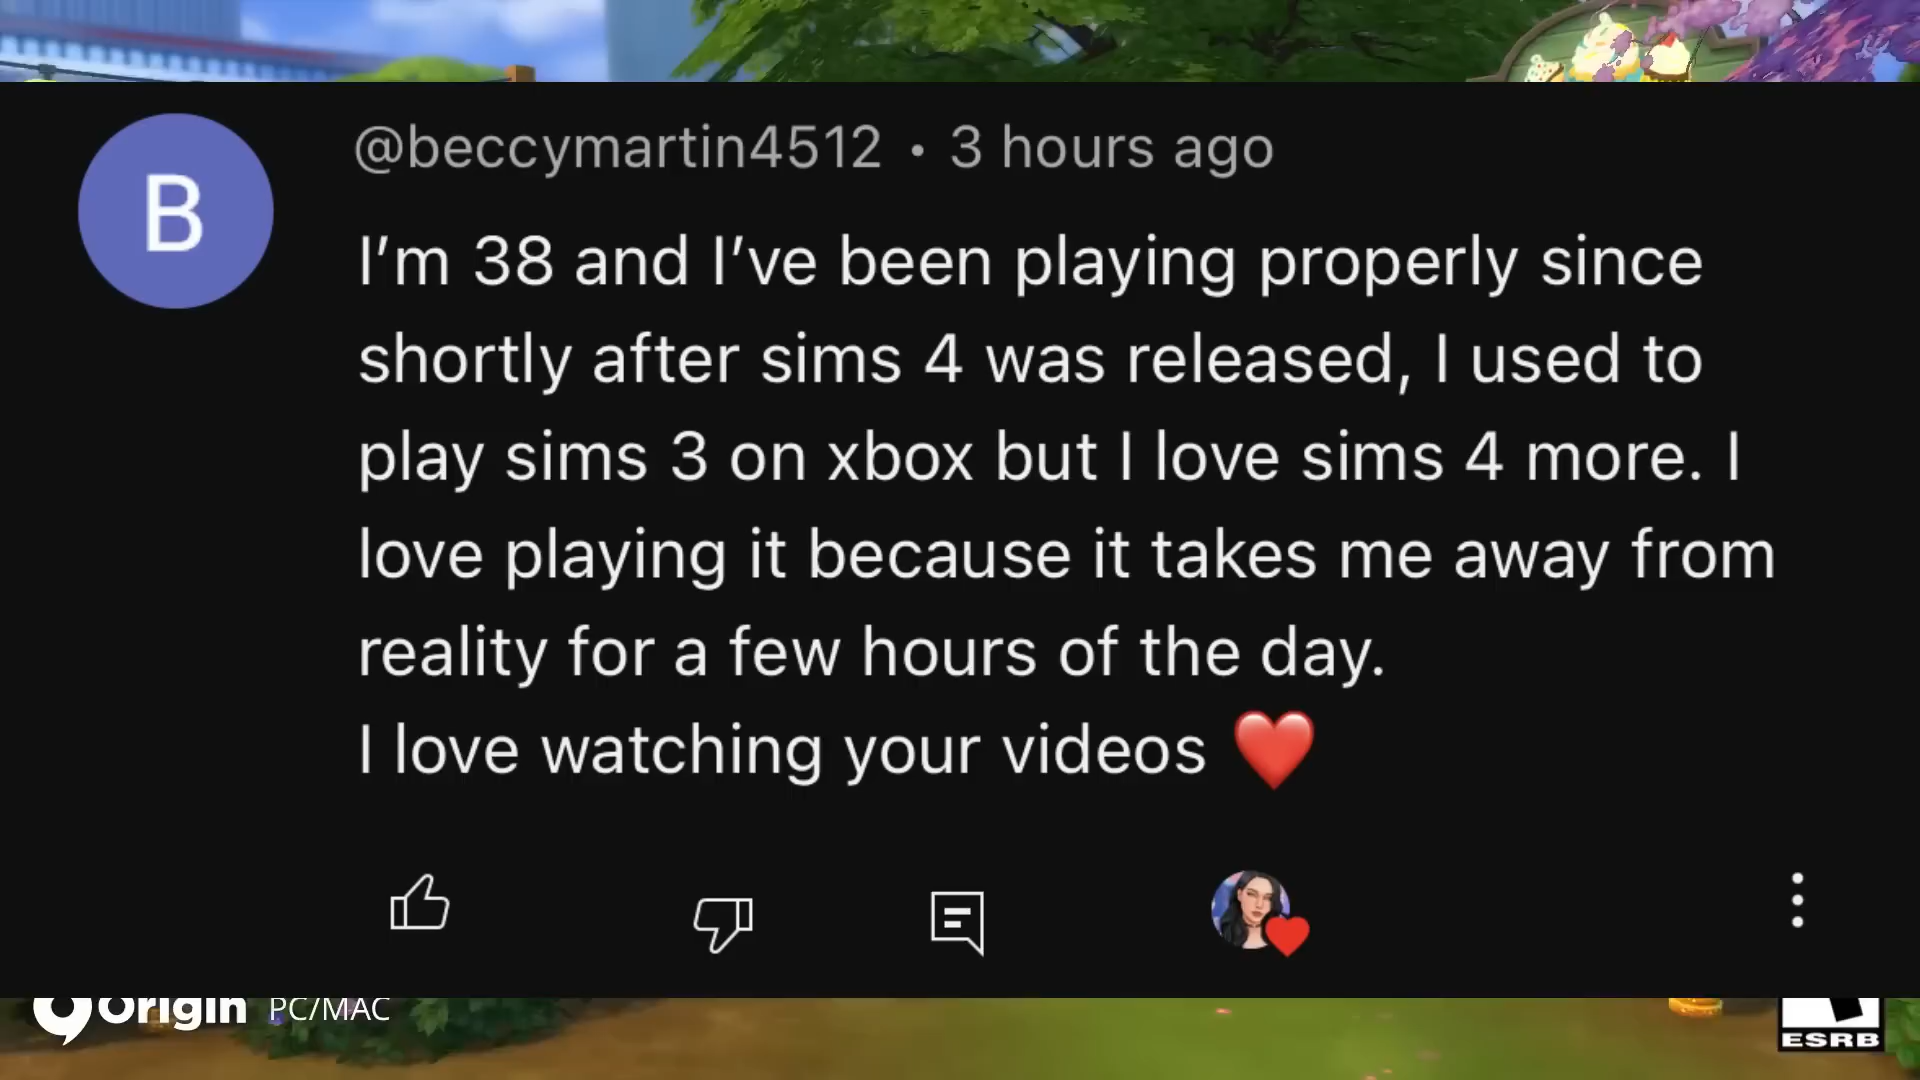 B
@beccymartin4512 • 3 hours ago
I’m 38 and I’ve been playing properly since
shortly after sims 4 was released, I used to
play sims 3 on xbox but I love sims 4 more. I
love playing it because it takes me away from
reality for a few hours of the day.
I love watching your videos ❤️
Origin PC/MAC
ESRB